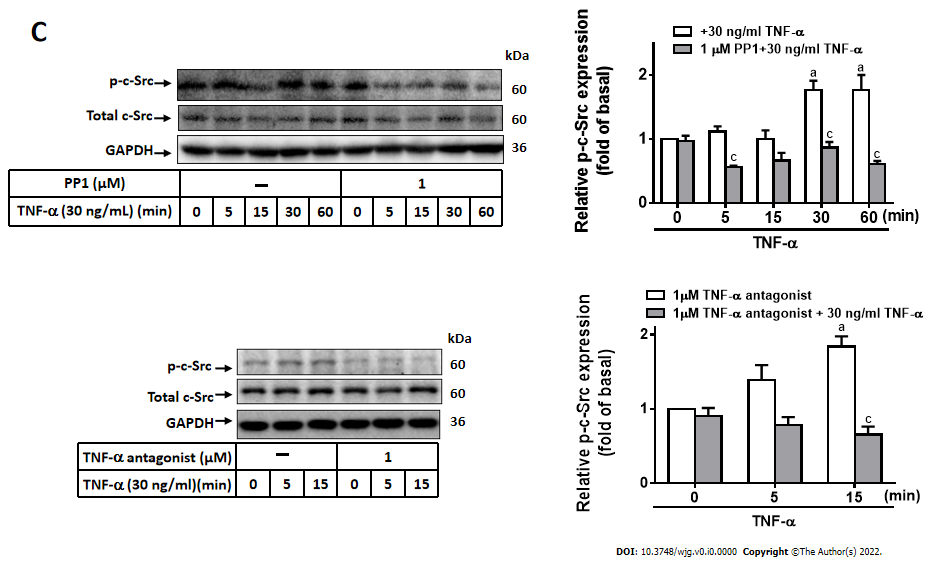 C
kDa
p-c-Src
60
Total c-Src
60
GAPDH
36
PP1 (µM) – 1
TNF-α (30 ng/mL) (min) 0 5 15 30 60 0 5 15 30 60
+30 ng/ml TNF-α
1 µM PP1+30 ng/ml TNF-α
Relative p-c-Src expression
(fold of basal)
2
1
0
a a
c c c
0 5 15 30 60 (min)
TNF-α
kDa
p-c-Src
60
Total c-Src
60
GAPDH
36
TNF-α antagonist (µM) – 1
TNF-α (30 ng/ml)(min) 0 5 15 0 5 15
1µM TNF-α antagonist
1µM TNF-α antagonist + 30 ng/ml TNF-α
Relative p-c-Src expression
(fold of basal)
2
1
0
a
c
0 5 15 (min)
TNF-α
DOI: 10.3748/wjg.v0.i0.0000 Copyright ©The Author(s) 2022.